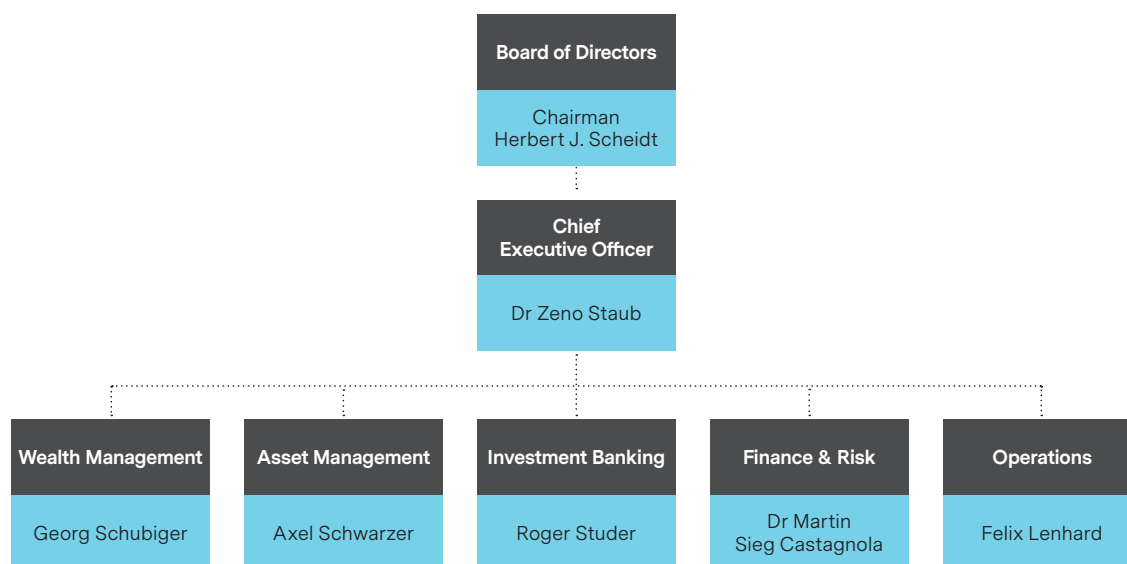 Board of Directors
Chairman
Herbert J. Scheidt
Chief
Executive Officer
Dr Zeno Staub
Wealth Management
Georg Schubiger
Asset Management
Axel Schwarzer
Investment Banking
Roger Studer
Finance & Risk
Dr Martin
Sieg Castagnola
Operations
Felix Lenhard